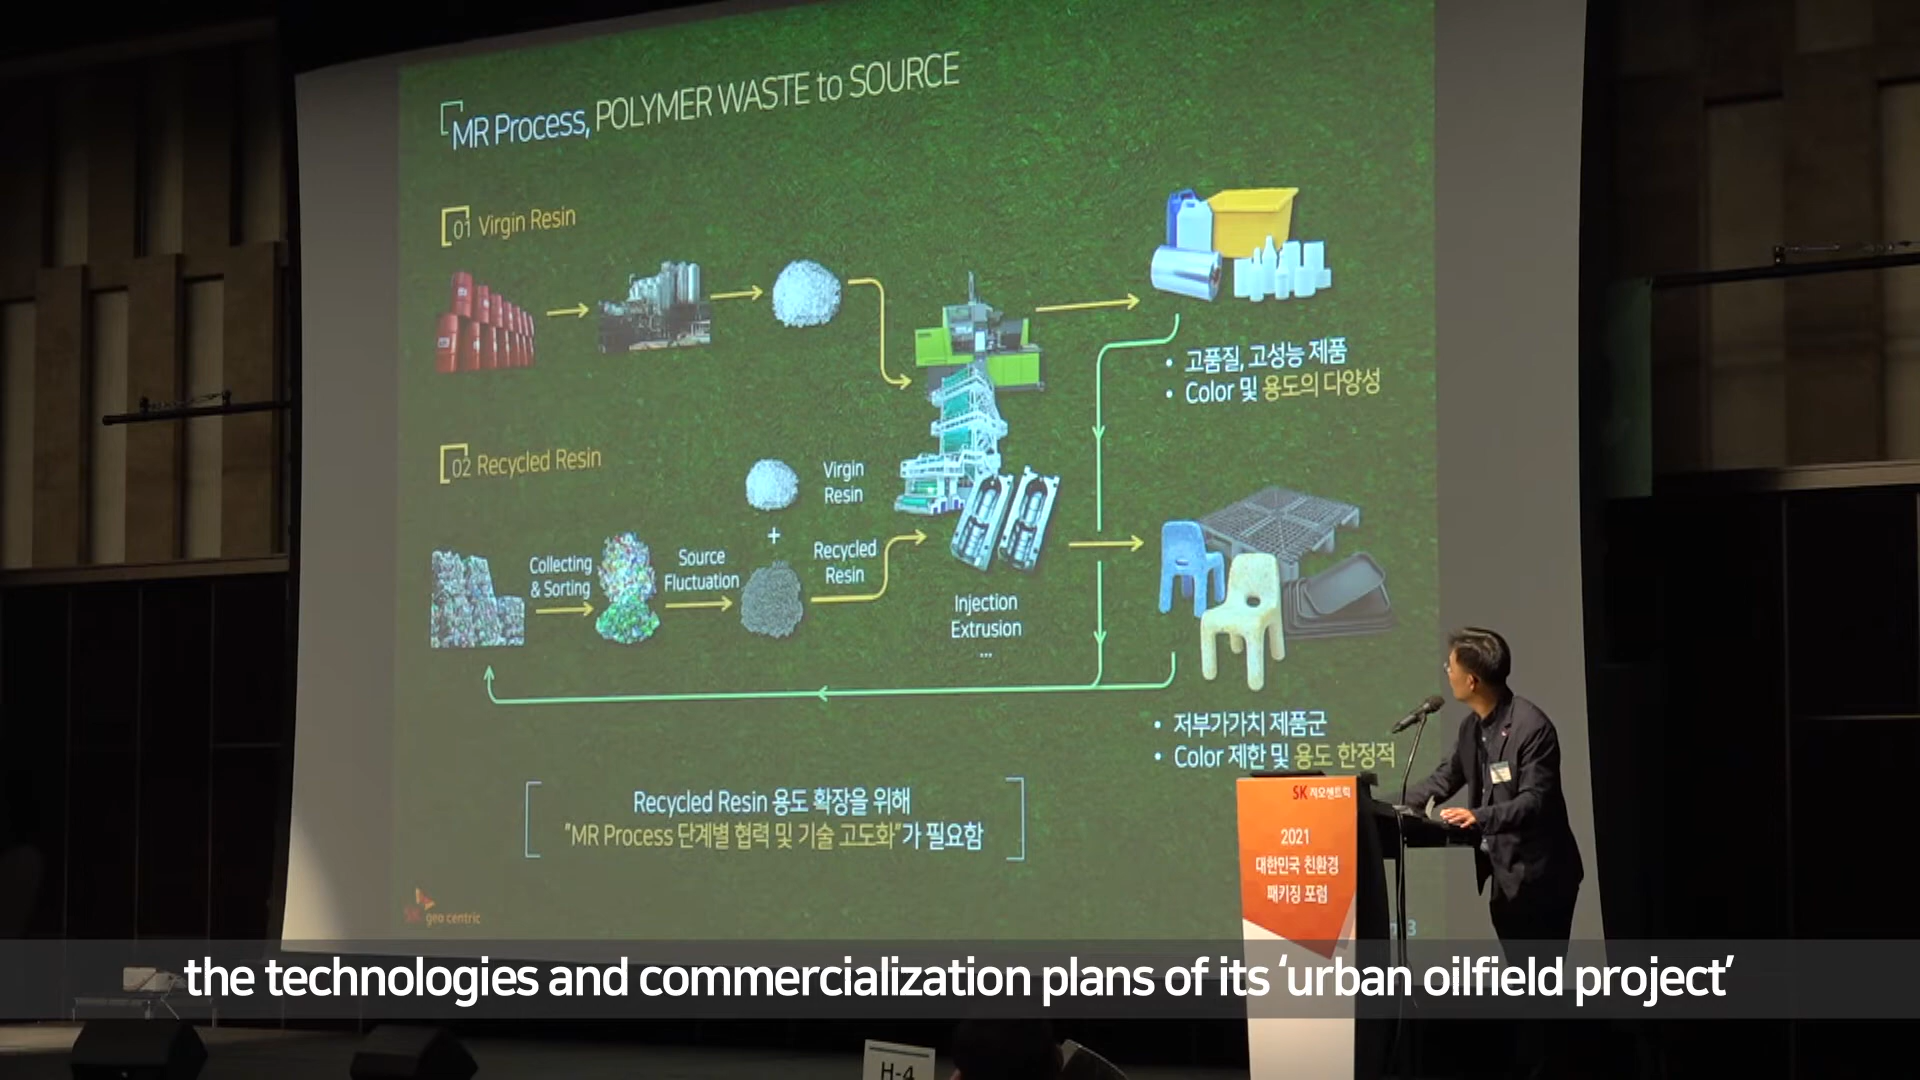 MR Process, POLYMER WASTE to SOURCE
01 Virgin Resin
• 고품질, 고성능 제품
• Color 및 용도의 다양성
02 Recycled Resin
Virgin
Resin
+
Collecting
& Sorting
Source
Fluctuation
Recycled
Resin
Injection
Extrusion
...
• 저부가가치 제품군
• Color 제한 및 용도 한정적
Recycled Resin 용도 확장을 위해
"MR Process 단계별 협력 및 기술 고도화"가 필요함
SK geo centric
SK 지오센트릭
2021
대한민국 친환경
패키징 포럼
the technologies and commercialization plans of its ‘urban oilfield project’
H-4